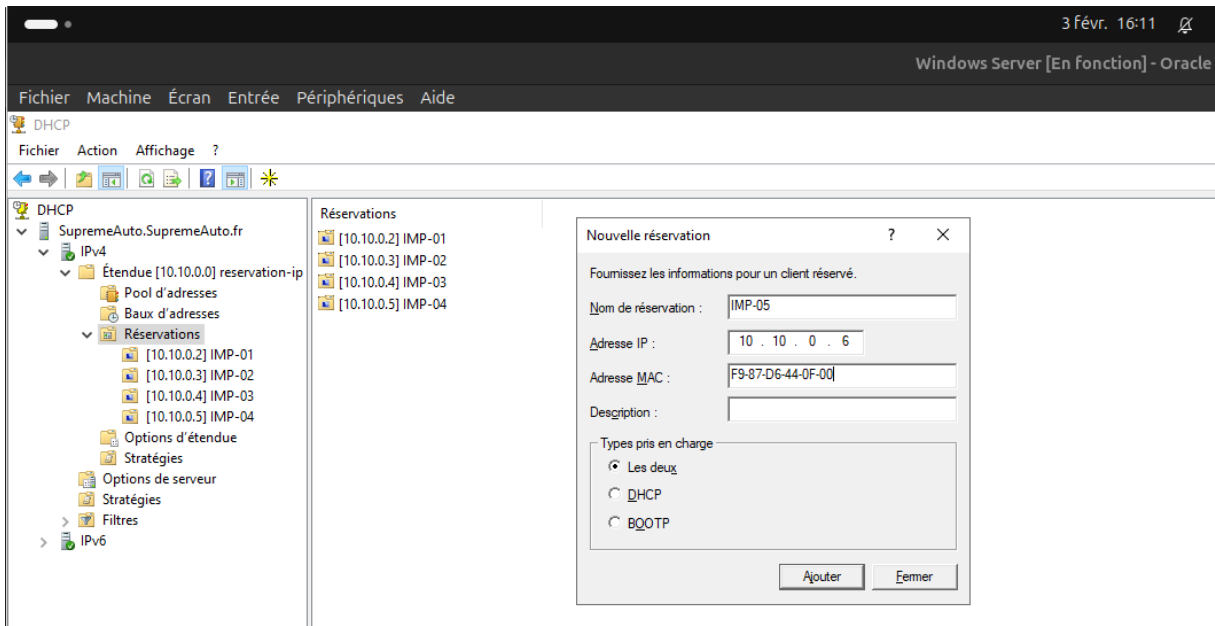 3 févr. 16:11
Windows Server [En fonction] - Oracle
Fichier Machine Écran Entrée Périphériques Aide
DHCP
Fichier Action Affichage ?
DHCP
SupremeAuto.SupremeAuto.fr
IPv4
Étendue [10.10.0.0] reservation-ip
Pool d'adresses
Baux d'adresses
Réservations
[10.10.0.2] IMP-01
[10.10.0.3] IMP-02
[10.10.0.4] IMP-03
[10.10.0.5] IMP-04
Options d'étendue
Stratégies
Options de serveur
Stratégies
Filtres
IPv6
Réservations
[10.10.0.2] IMP-01
[10.10.0.3] IMP-02
[10.10.0.4] IMP-03
[10.10.0.5] IMP-04
Nouvelle réservation ?
Fournissez les informations pour un client réservé.
Nom de réservation : IMP-05
Adresse IP : 10 . 10 . 0 . 6
Adresse MAC : F9-87-D6-44-0F-00
Description :
Types pris en charge
Les deux
DHCP
BOOTP
Ajouter Fermer